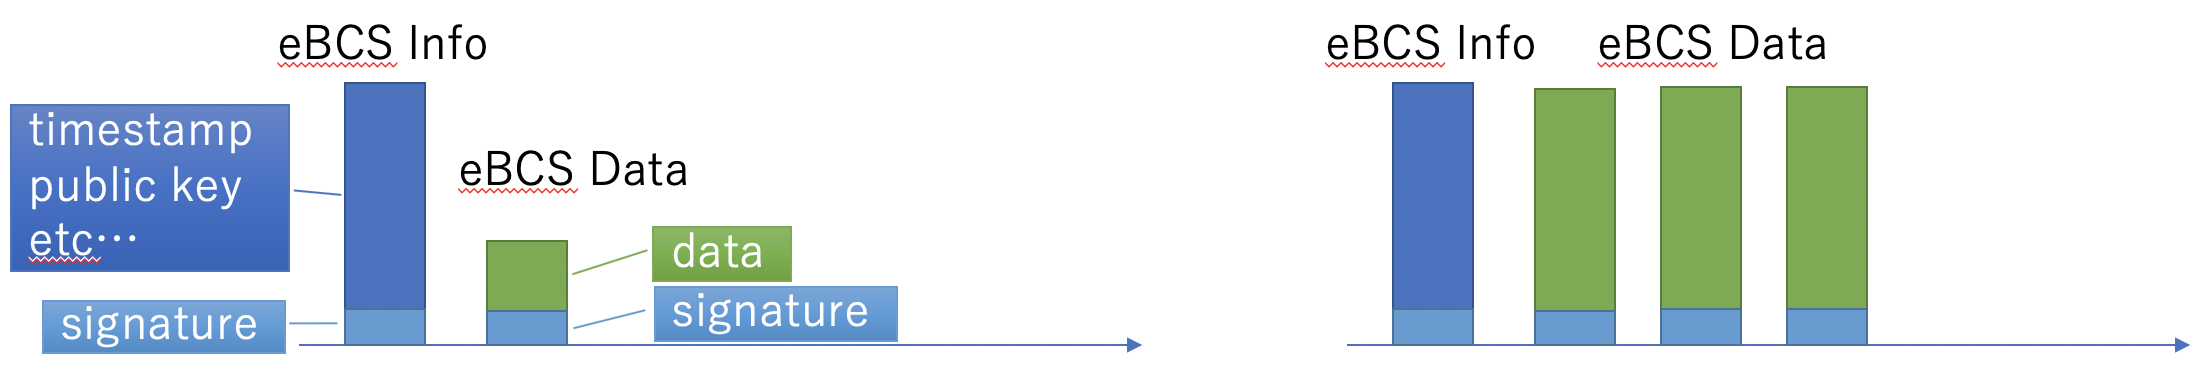 eBCS Info
timestamp
public key
etc…
signature
eBCS Data
data
signature
eBCS Info
eBCS Data